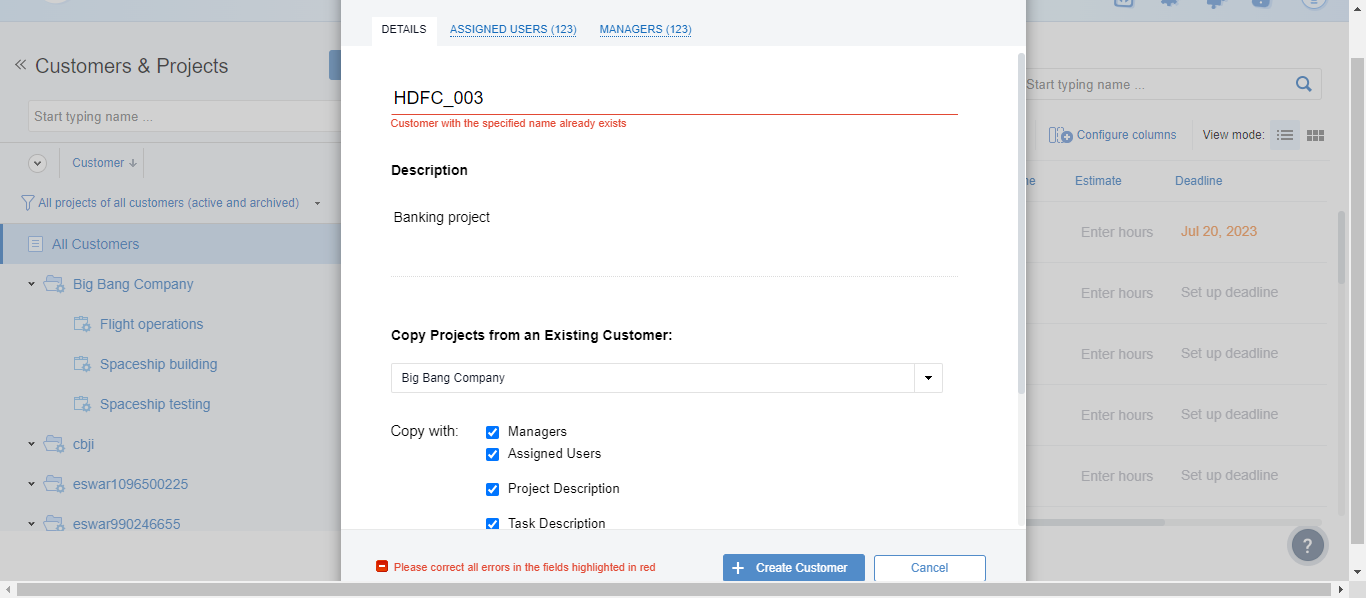 DETAILS ASSIGNED USERS (123) MANAGERS (123)
Customers & Projects
Start typing name ...
Customer
All projects of all customers (active and archived)
All Customers
Big Bang Company
Flight operations
Spaceship building
Spaceship testing
cbji
eswar1096500225
eswar990246655
HDFC_003
Customer with the specified name already exists
Description
Banking project
Copy Projects from an Existing Customer:
Big Bang Company
Copy with:
Managers
Assigned Users
Project Description
Task Description
Please correct all errors in the fields highlighted in red
Create Customer
Cancel
Start typing name ...
Configure columns View mode:
ne Estimate Deadline
Enter hours Jul 20, 2023
Enter hours Set up deadline
Enter hours Set up deadline
Enter hours Set up deadline
Enter hours Set up deadline
?